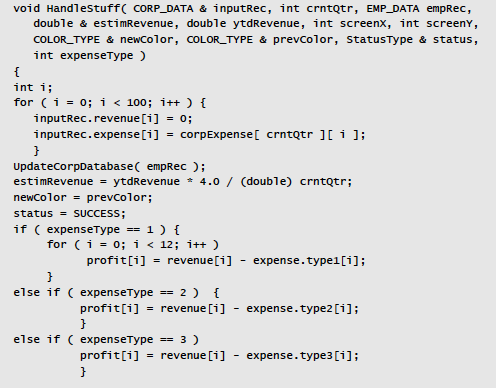 void HandleStuff( CORP_DATA & inputRec, int crntQtr, EMP_DATA empRec,
double & estimRevenue, double ytdRevenue, int screenX, int screenY,
COLOR_TYPE & newColor, COLOR_TYPE & prevColor, StatusType & status,
int expenseType )
{
int i;
for ( i = 0; i < 100; i++ ) {
inputRec.revenue[i] = 0;
inputRec.expense[i] = corpExpense[ crntQtr ][ i ];
}
UpdateCorpDatabase( empRec );
estimRevenue = ytdRevenue * 4.0 / (double) crntQtr;
newColor = prevColor;
status = SUCCESS;
if ( expenseType == 1 ) {
for ( i = 0; i < 12; i++ )
profit[i] = revenue[i] - expense.type1[i];
}
else if ( expenseType == 2 ) {
profit[i] = revenue[i] - expense.type2[i];
}
else if ( expenseType == 3 )
profit[i] = revenue[i] - expense.type3[i];
}